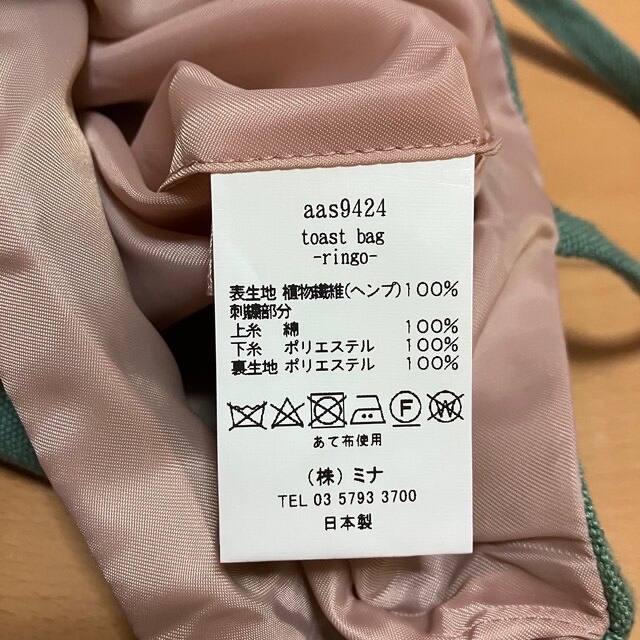 aas9424
toast bag
-ringo-
表生地 植物繊維(ヘンプ)100%
刺繍部分
上糸 綿 100%
下糸 ポリエステル 100%
裏生地 ポリエステル 100%
F W
あて布使用
(株)ミナ
TEL 03 5793 3700
日本製